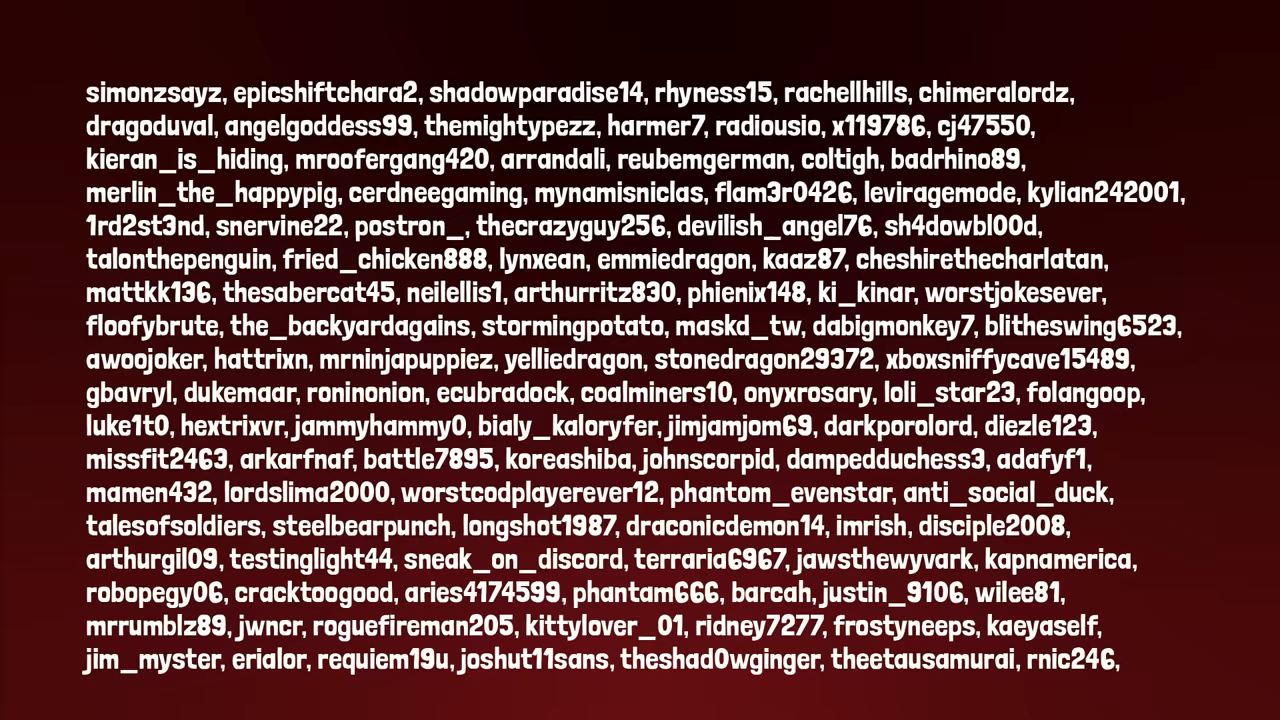 simonzsayz, epicshiftchara2, shadowparadise14, rhyness15, rachellhills, chimeralordz,
dragoduval, angelgoddess99, themightypezz, harmer7, radiousio, x119786, cj47550,
kieran_is_hiding, mroofergang420, arrandali, reubemgerman, coltigh, badrhino89,
merlin_the_happypig, cerdneegaming, mynamisniclas, flam3r0426, leviragemode, kylian242001,
1rd2st3nd, snervine22, postron_, thecrazyguy256, devilish_angel76, sh4dowbl00d,
talonthepenguin, fried_chicken888, lynxean, emmiedragon, kaaz87, cheshirethecharlatan,
mattkk136, thesabercat45, neilellis1, arthurritz830, phienix148, ki_kinar, worstjokesever,
floofybrute, the_backyardagains, stormingpotato, maskd_tw, dabigmonkey7, blitheswing6523,
awoojoker, hattrixn, mrninjapuppiez, yelliedragon, stonedragon29372, xboxsniffycave15489,
gbavryl, dukemaar, roninonion, ecubradock, coalminers10, onyxrosary, loli_star23, folangoop,
luke1t0, hextrixvr, jammyhammy0, bialy_kaloryfer, jimjamjom69, darkporolord, diezle123,
missfit2463, arkarfnaf, battle7895, koreashiba, johnscorpid, dampedduchess3, adafyf1,
mamen432, lordslima2000, worstcodplayerever12, phantom_evenstar, anti_social_duck,
talesofsoldiers, steelbearpunch, longshot1987, draconicdemon14, imrish, disciple2008,
arthurgil09, testinglight44, sneak_on_discord, terraria6967, jawsthewyvark, kapnamerica,
robopegy06, cracktoogood, aries4174599, phantam666, barcah, justin_9106, wilee81,
mrrumblz89, jwncr, roguefireman205, kittylover_01, ridney7277, frostyneeps, kaeyaself,
jim_myster, erialor, requiem19u, joshut11sans, theshad0wginger, theetausamurai, rnic246,